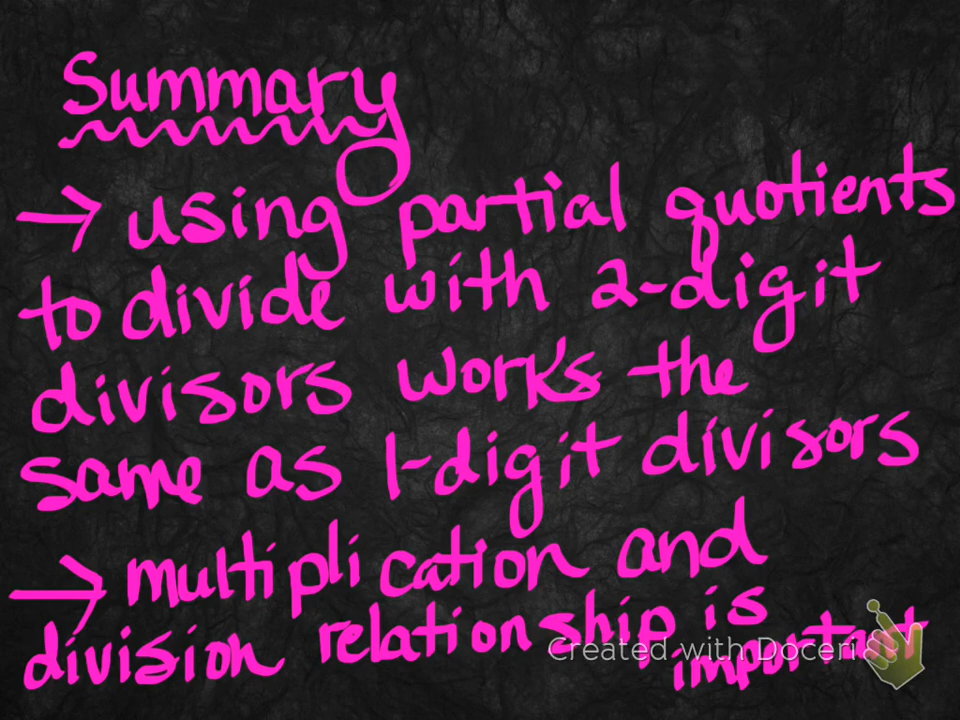 Summary
→ using partial quotients
to divide with 2-digit
divisors works the
same as 1-digit divisors
→ multiplication and
division relationship is
important
Created with Doceri